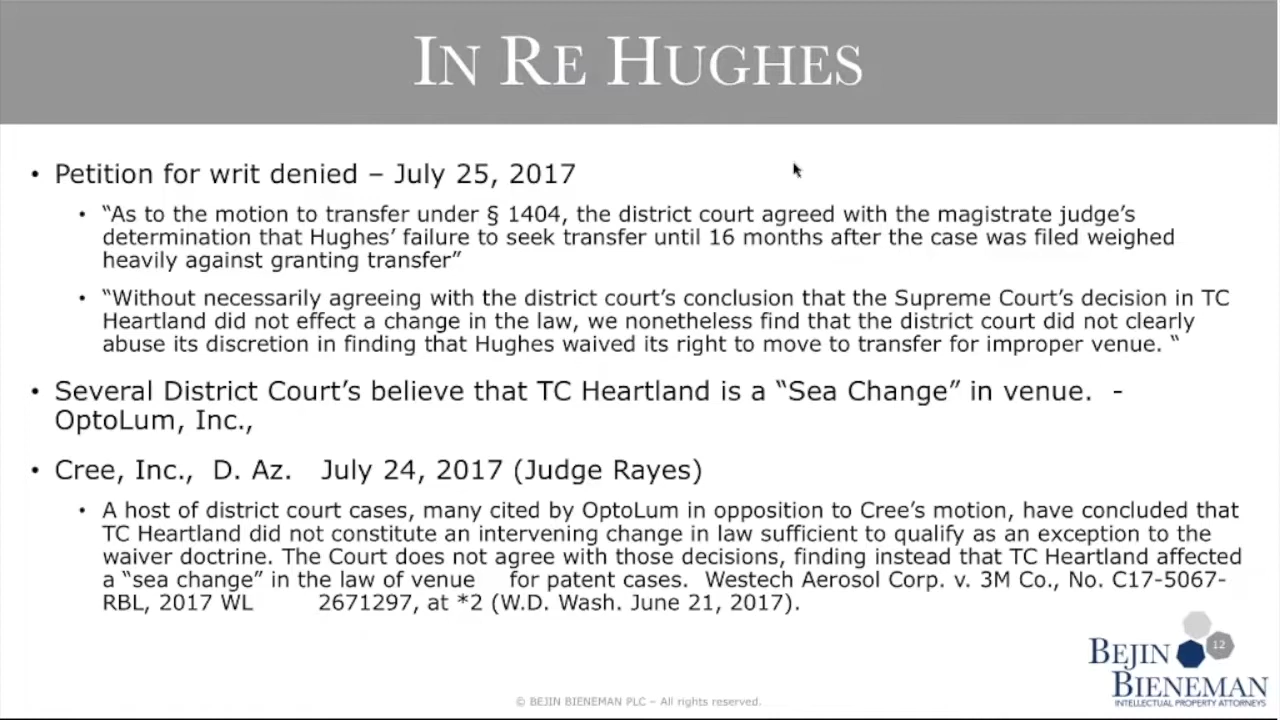 IN RE HUGHES
• Petition for writ denied – July 25, 2017
• “As to the motion to transfer under § 1404, the district court agreed with the magistrate judge’s
determination that Hughes’ failure to seek transfer until 16 months after the case was filed weighed
heavily against granting transfer”
• “Without necessarily agreeing with the district court’s conclusion that the Supreme Court’s decision in TC
Heartland did not effect a change in the law, we nonetheless find that the district court did not clearly
abuse its discretion in finding that Hughes waived its right to move to transfer for improper venue. “
• Several District Court’s believe that TC Heartland is a “Sea Change” in venue.  -
OptoLum, Inc.,
• Cree, Inc.,  D. Az.   July 24, 2017 (Judge Rayes)
• A host of district court cases, many cited by OptoLum in opposition to Cree’s motion, have concluded that
TC Heartland did not constitute an intervening change in law sufficient to qualify as an exception to the
waiver doctrine. The Court does not agree with those decisions, finding instead that TC Heartland affected
a “sea change” in the law of venue     for patent cases.  Westech Aerosol Corp. v. 3M Co., No. C17-5067-
RBL, 2017 WL        2671297, at *2 (W.D. Wash. June 21, 2017).
12
BEJIN
BIENEMAN
INTELLECTUAL PROPERTY ATTORNEYS
© BEJIN BIENEMAN PLC – All rights reserved.